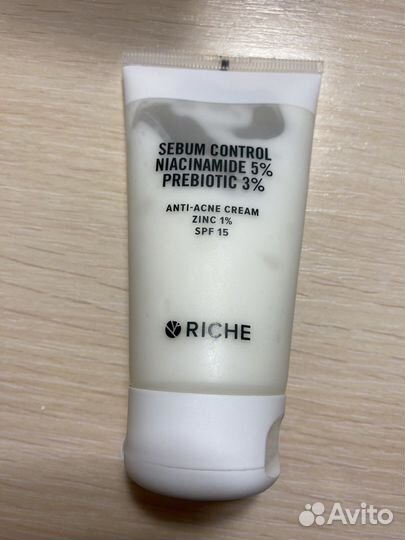 SEBUM CONTROL
NIACINAMIDE 5%
PREBIOTIC 3%
ANTI-ACNE CREAM
ZINC 1%
SPF 15
RICHE
Avito